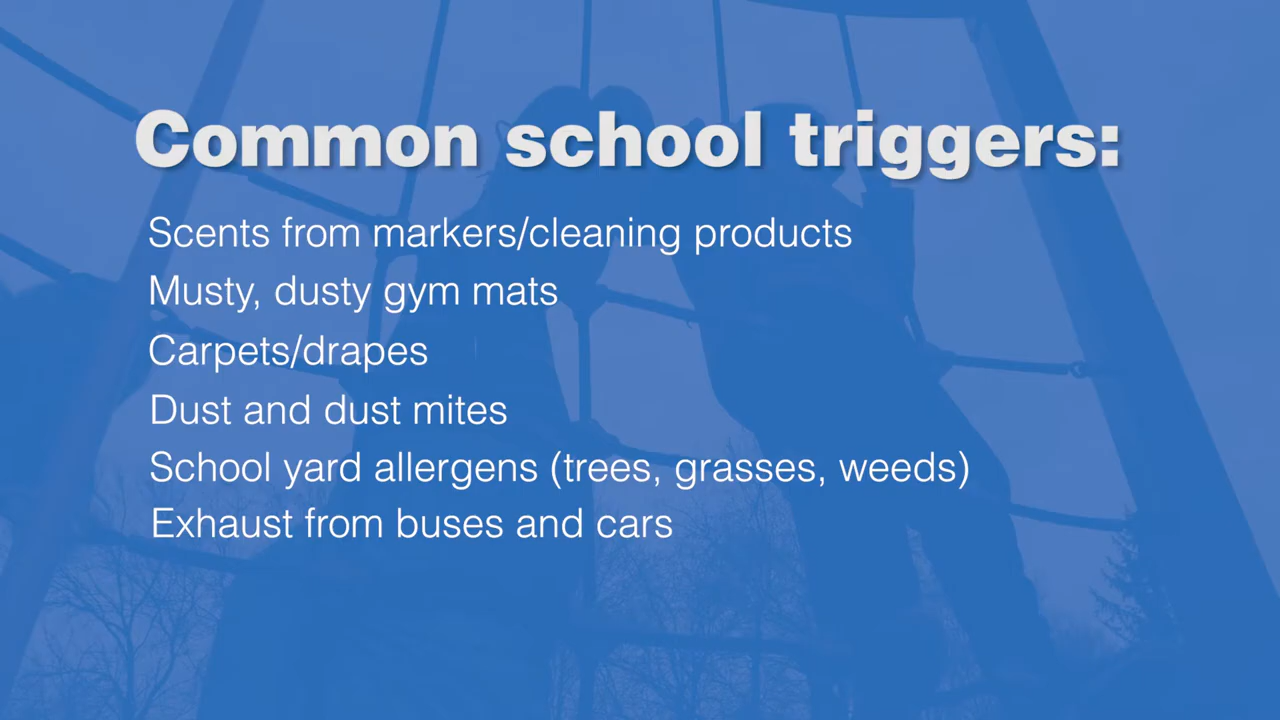 Common school triggers:
Scents from markers/cleaning products
Musty, dusty gym mats
Carpets/drapes
Dust and dust mites
School yard allergens (trees, grasses, weeds)
Exhaust from buses and cars